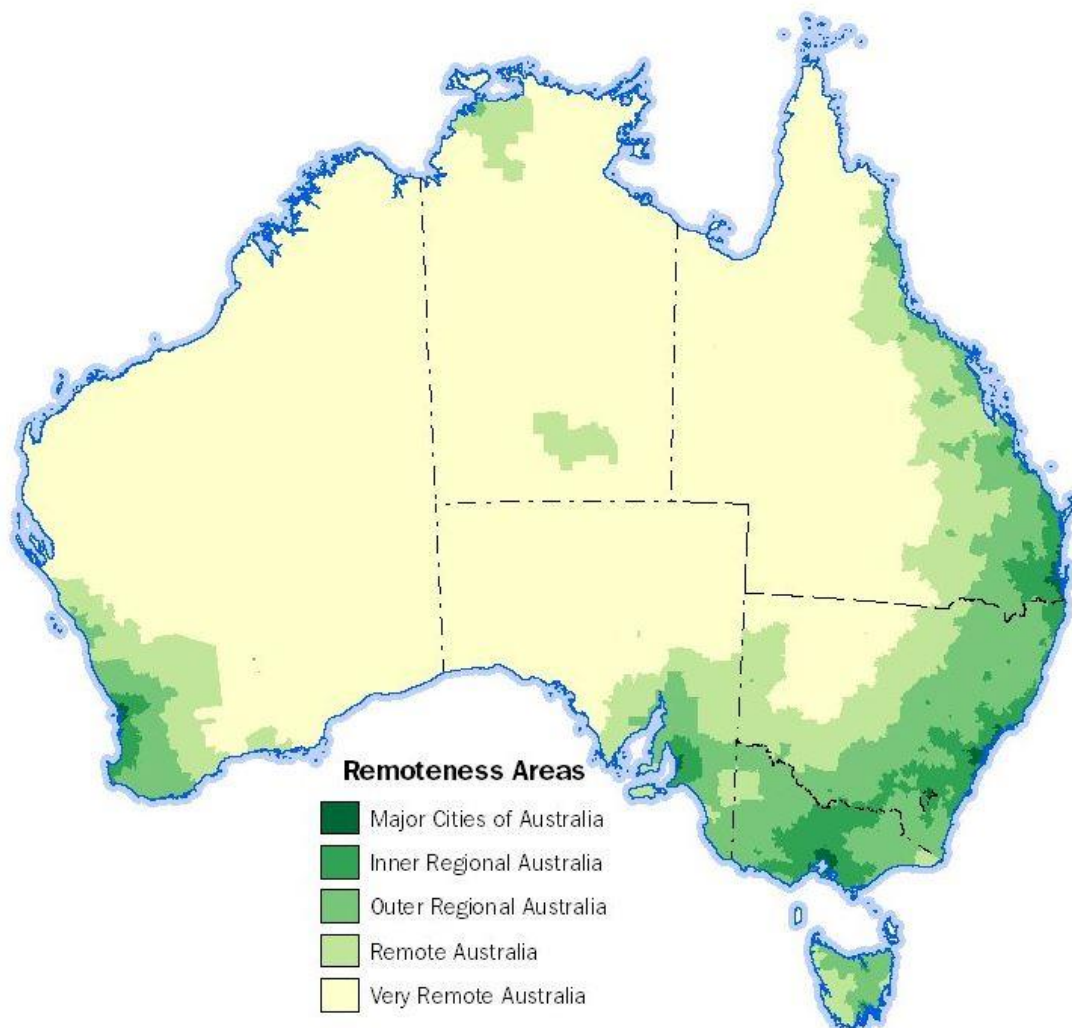 Remoteness Areas
Major Cities of Australia
Inner Regional Australia
Outer Regional Australia
Remote Australia
Very Remote Australia